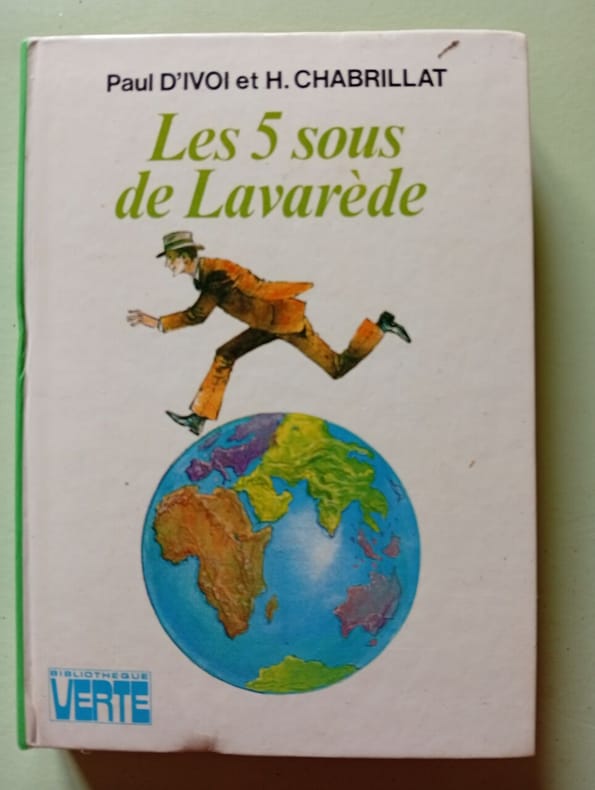 Paul D'IVOI et H. CHABRILLAT
Les 5 sous
de Lavarède
BIBLIOTHEQUE
VERTE